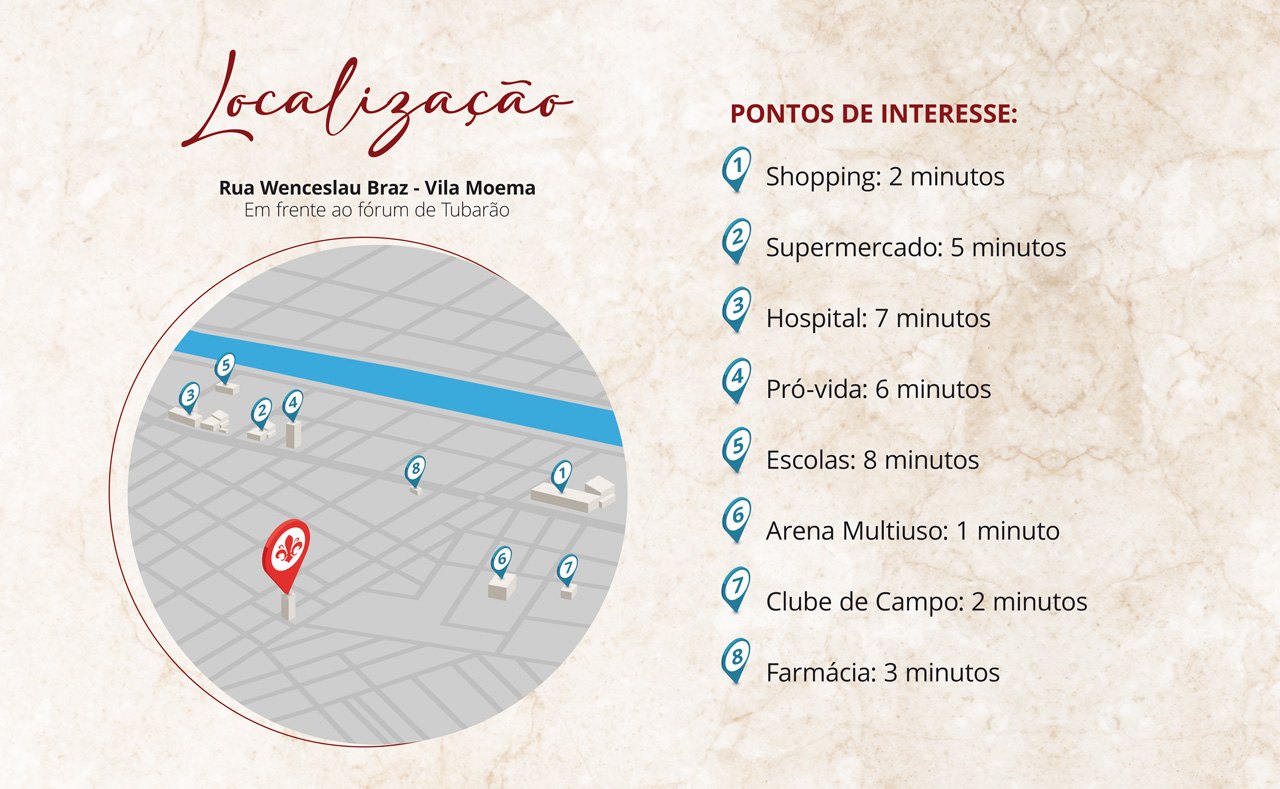 Localização
Rua Wenceslau Braz - Vila Moema
Em frente ao fórum de Tubarão
5
3
2
4
8
1
6
7
PONTOS DE INTERESSE:
1 Shopping: 2 minutos
2 Supermercado: 5 minutos
3 Hospital: 7 minutos
4 Pró-vida: 6 minutos
5 Escolas: 8 minutos
6 Arena Multiuso: 1 minuto
7 Clube de Campo: 2 minutos
8 Farmácia: 3 minutos